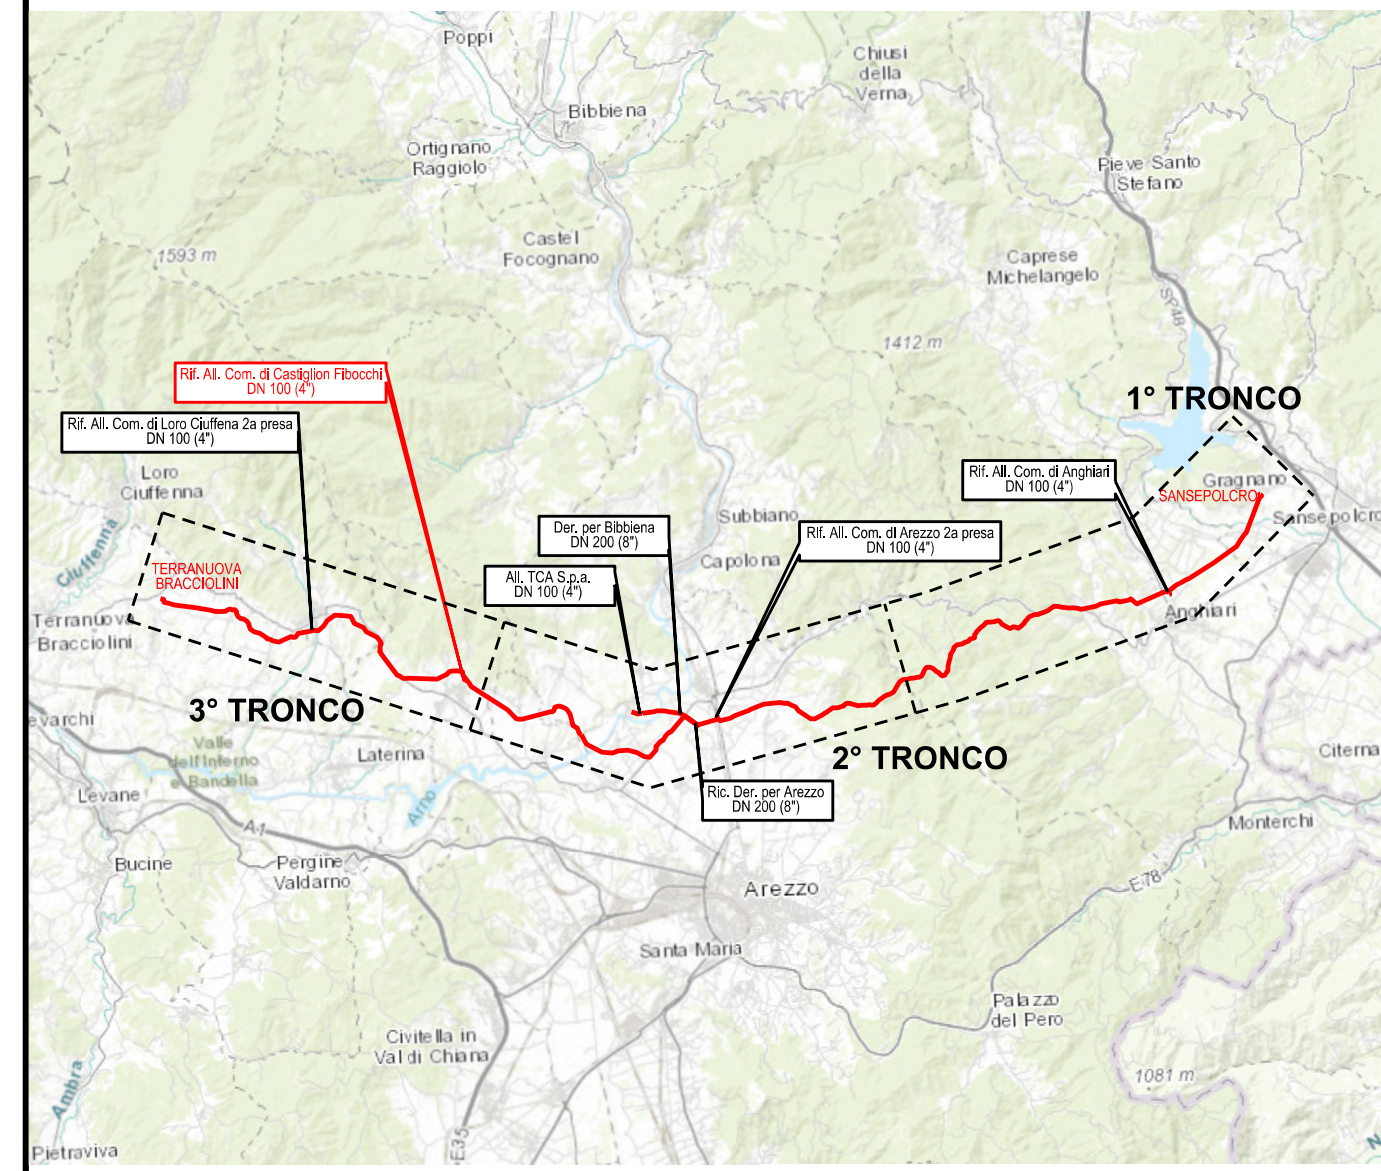 Poppi
Chiusi
della
Verna
Bibbiena
Ortignano
Raggiolo
Pieve Santo
Stefano
Castel
Focognano
1593 m
Caprese
Michelangelo
SP48
1412 m
Rif. All. Com. di Castiglion Fibocchi
DN 100 (4")
1° TRONCO
Rif. All. Com. di Loro Ciuffena 2a presa
DN 100 (4")
Loro
Ciuffenna
Rif. All. Com. di Anghiari
DN 100 (4")
Gragnano
SANSEPOLCRO
Sansepolcro
Ciuffenna
Der. per Bibbiena
DN 200 (8")
Subbiano
Rif. All. Com. di Arezzo 2a presa
DN 100 (4")
Capolona
All. TCA S.p.a.
DN 100 (4")
TERRANUOVA
BRACCIOLINI
Terranuova
Bracciolini
Anghiari
3° TRONCO
evarchi
Valle
dell'Inferno
e Bandella
Laterina
2° TRONCO
Citerna
Levane
Arno
Ric. Der. per Arezzo
DN 200 (8")
A1
Monterchi
Bucine
Pergine
Valdarno
Arezzo
E78
Santa Maria
Palazzo
del Pero
Civitella in
Val di Chiana
1081 m
Ambra
E35
Pietraviva
N